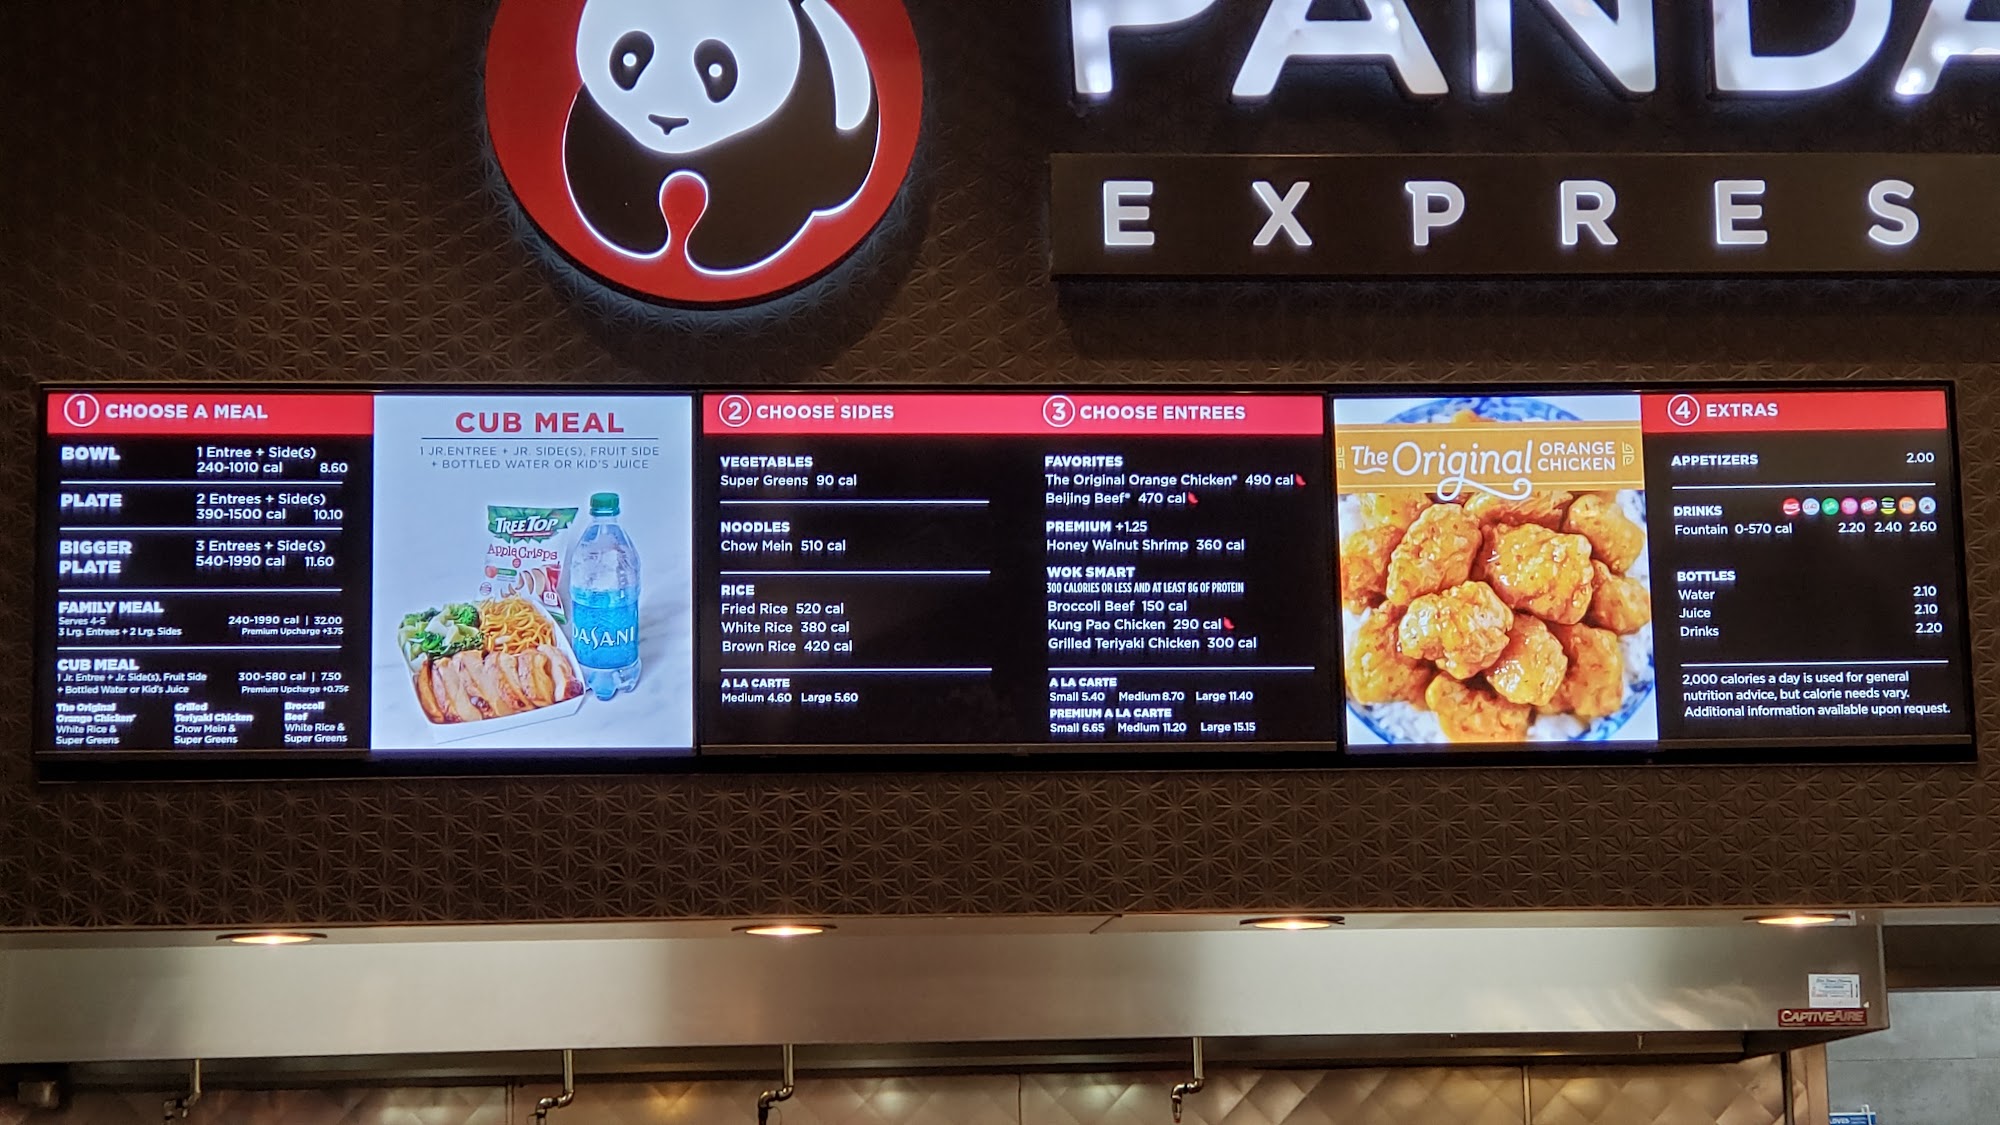 PANDA
EXPRES
1 CHOOSE A MEAL
BOWL 1 Entree + Side(s)
240-1010 cal 8.60
PLATE 2 Entrees + Side(s)
390-1500 cal 10.10
BIGGER PLATE 3 Entrees + Side(s)
540-1990 cal 11.60
FAMILY MEAL
Serves 4-5 240-1990 cal | 32.00
3 Lrg. Entrees + 2 Lrg. Sides Premium Upcharge +3.75
CUB MEAL
1 Jr. Entree + Jr. Side(s), Fruit Side 300-580 cal | 7.50
+ Bottled Water or Kid's Juice Premium Upcharge +0.75¢
The Original
Orange Chicken®
White Rice &
Super Greens
Grilled
Teriyaki Chicken
Chow Mein &
Super Greens
Broccoli
Beef
White Rice &
Super Greens
CUB MEAL
1 JR.ENTREE + JR. SIDE(S), FRUIT SIDE
+ BOTTLED WATER OR KID'S JUICE
TREE TOP
Apple Crisps
DASANI
2 CHOOSE SIDES
VEGETABLES
Super Greens 90 cal
NOODLES
Chow Mein 510 cal
RICE
Fried Rice 520 cal
White Rice 380 cal
Brown Rice 420 cal
A LA CARTE
Medium 4.60 Large 5.60
3 CHOOSE ENTREES
FAVORITES
The Original Orange Chicken® 490 cal
Beijing Beef® 470 cal
PREMIUM +1.25
Honey Walnut Shrimp 360 cal
WOK SMART
300 CALORIES OR LESS AND AT LEAST 8G OF PROTEIN
Broccoli Beef 150 cal
Kung Pao Chicken 290 cal
Grilled Teriyaki Chicken 300 cal
A LA CARTE
Small 5.40 Medium 8.70 Large 11.40
PREMIUM A LA CARTE
Small 6.65 Medium 11.20 Large 15.15
The Original ORANGE
CHICKEN
4 EXTRAS
APPETIZERS 2.00
DRINKS
Fountain 0-570 cal 2.20 2.40 2.60
BOTTLES
Water 2.10
Juice 2.10
Drinks 2.20
2,000 calories a day is used for general
nutrition advice, but calorie needs vary.
Additional information available upon request.
CAPTIVEAIRE